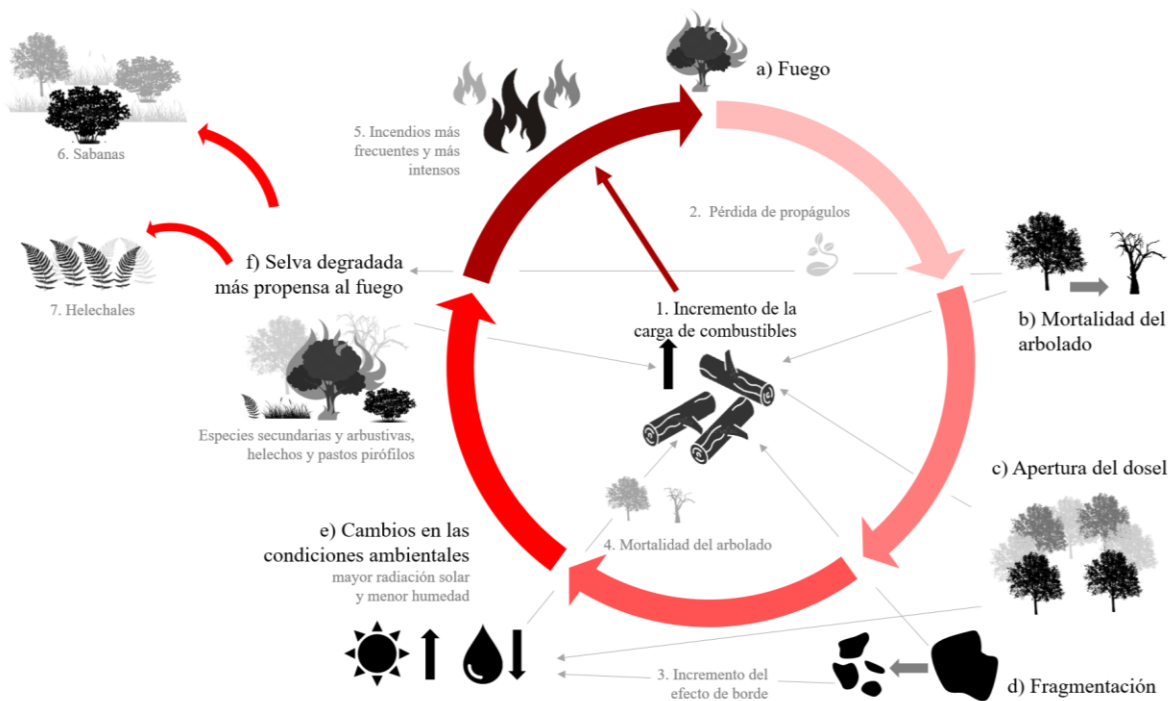 a) Fuego
5. Incendios más
frecuentes y más
intensos
6. Sabanas
2. Pérdida de propágulos
f) Selva degradada
más propensa al fuego
7. Helechales
1. Incremento de la
carga de combustibles
b) Mortalidad del
arbolado
Especies secundarias y arbustivas,
helechos y pastos pirófilos
c) Apertura del dosel
e) Cambios en las
condiciones ambientales
mayor radiación solar
y menor humedad
4. Mortalidad del arbolado
3. Incremento del
efecto de borde
d) Fragmentación